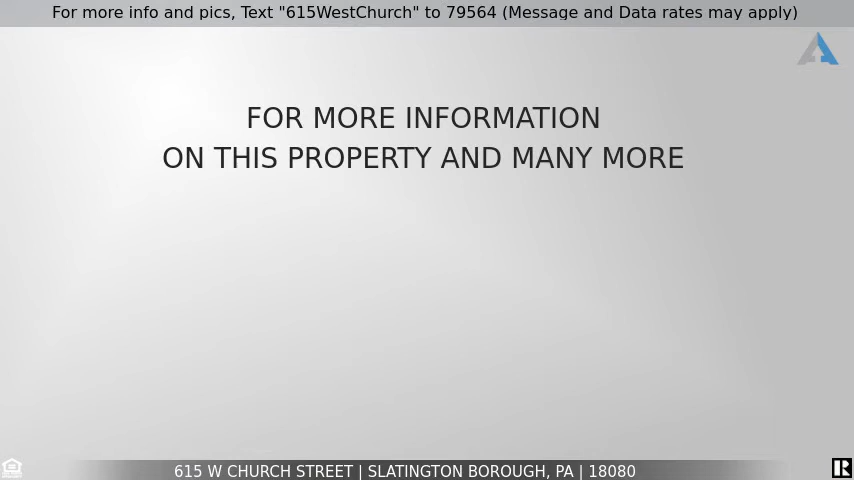 For more info and pics, Text "615WestChurch" to 79564 (Message and Data rates may apply)
FOR MORE INFORMATION
ON THIS PROPERTY AND MANY MORE
615 W CHURCH STREET | SLATINGTON BOROUGH, PA | 18080